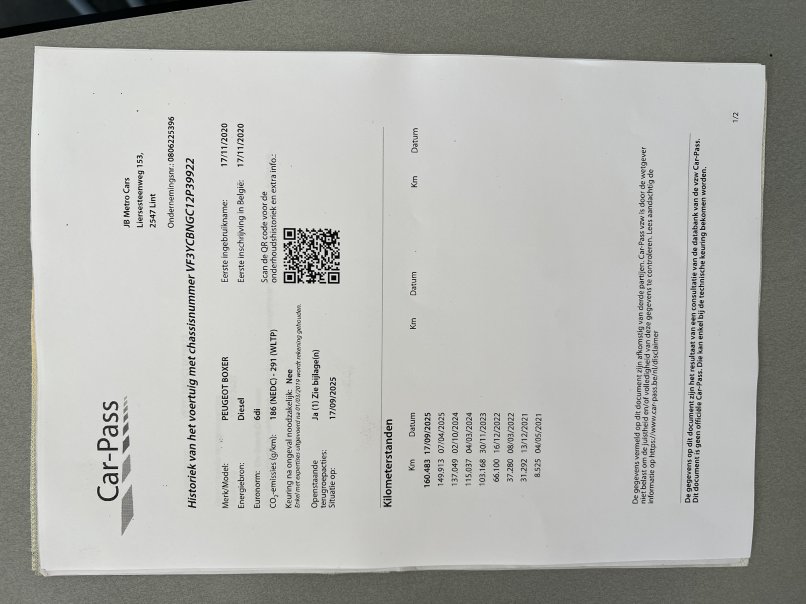 Car-Pass
JB Metro Cars
Liersesteenweg 153,
2547 Lint
Ondernemingsnr.: 0806225396
Historiek van het voertuig met chassisnummer VF3YCBNGC12P39922
Merk/Model: PEUGEOT BOXER
Energiebron: Diesel
Euronorm: 6di
CO₂-emissies (g/km): 186 (NEDC) - 291 (WLTP)
Keuring na ongeval noodzakelijk: Nee
Enkel met expertises uitgevoerd na 01/03/2019 wordt rekening gehouden.
Openstaande Ja (1) Zie bijlage(n)
terugroepacties:
Situatie op: 17/09/2025
Eerste ingebruikname: 17/11/2020
Eerste inschrijving in België: 17/11/2020
Scan de QR code voor de
onderhoudshistoriek en extra info.:
Kilometerstanden
Km Datum Km Datum Km Datum
160.483 17/09/2025
149.913 07/04/2025
137.049 02/10/2024
115.037 04/03/2024
103.168 30/11/2023
66.100 16/12/2022
37.280 08/03/2022
31.292 13/12/2021
8.525 04/05/2021
De gegevens vermeld op dit document zijn afkomstig van derde partijen. Car-Pass vzw is door de wetgever
niet belast om de juistheid en/of volledigheid van deze gegevens te controleren. Lees aandachtig de
informatie op https://www.car-pass.be/nl/disclaimer
De gegevens op dit document zijn het resultaat van een consultatie van de databank van de vzw Car-Pass.
Dit document is geen officiële Car-Pass. Die kan enkel bij de technische keuring bekomen worden.
1/2